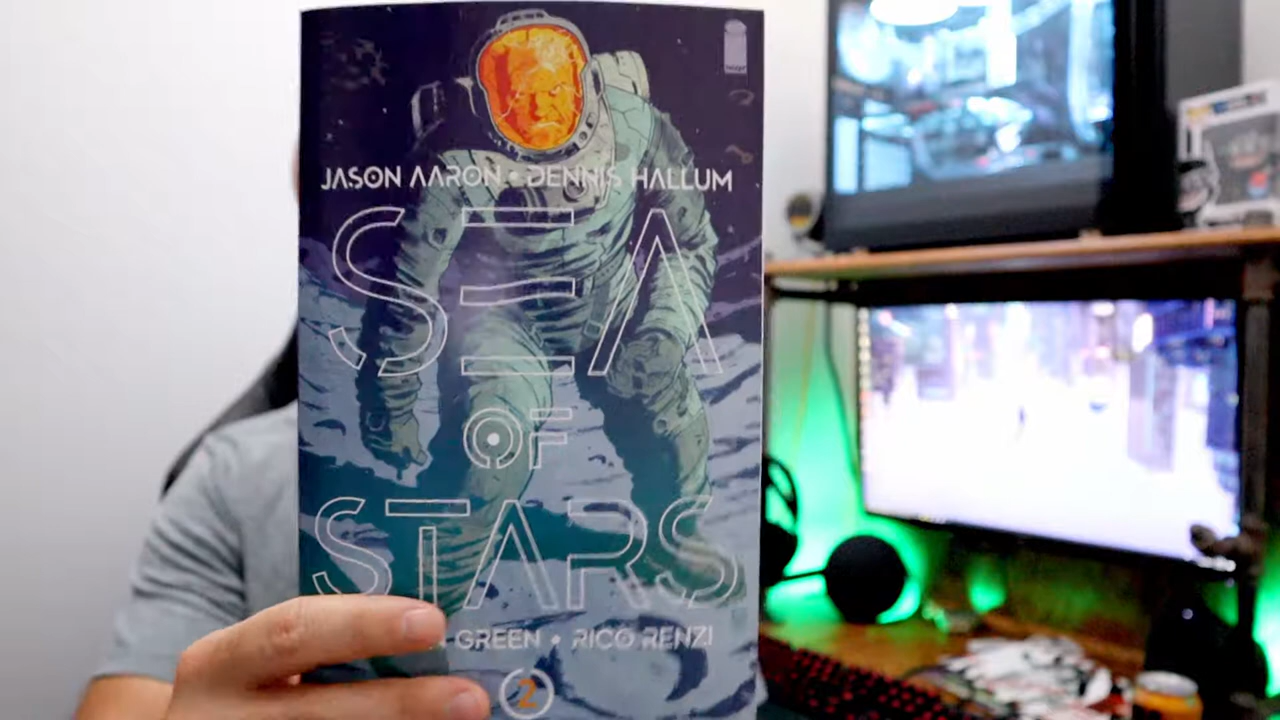 JASON AARON • DENNIS HALLUM
SEA
OF
STARS
GREEN • RICO RENZI
2